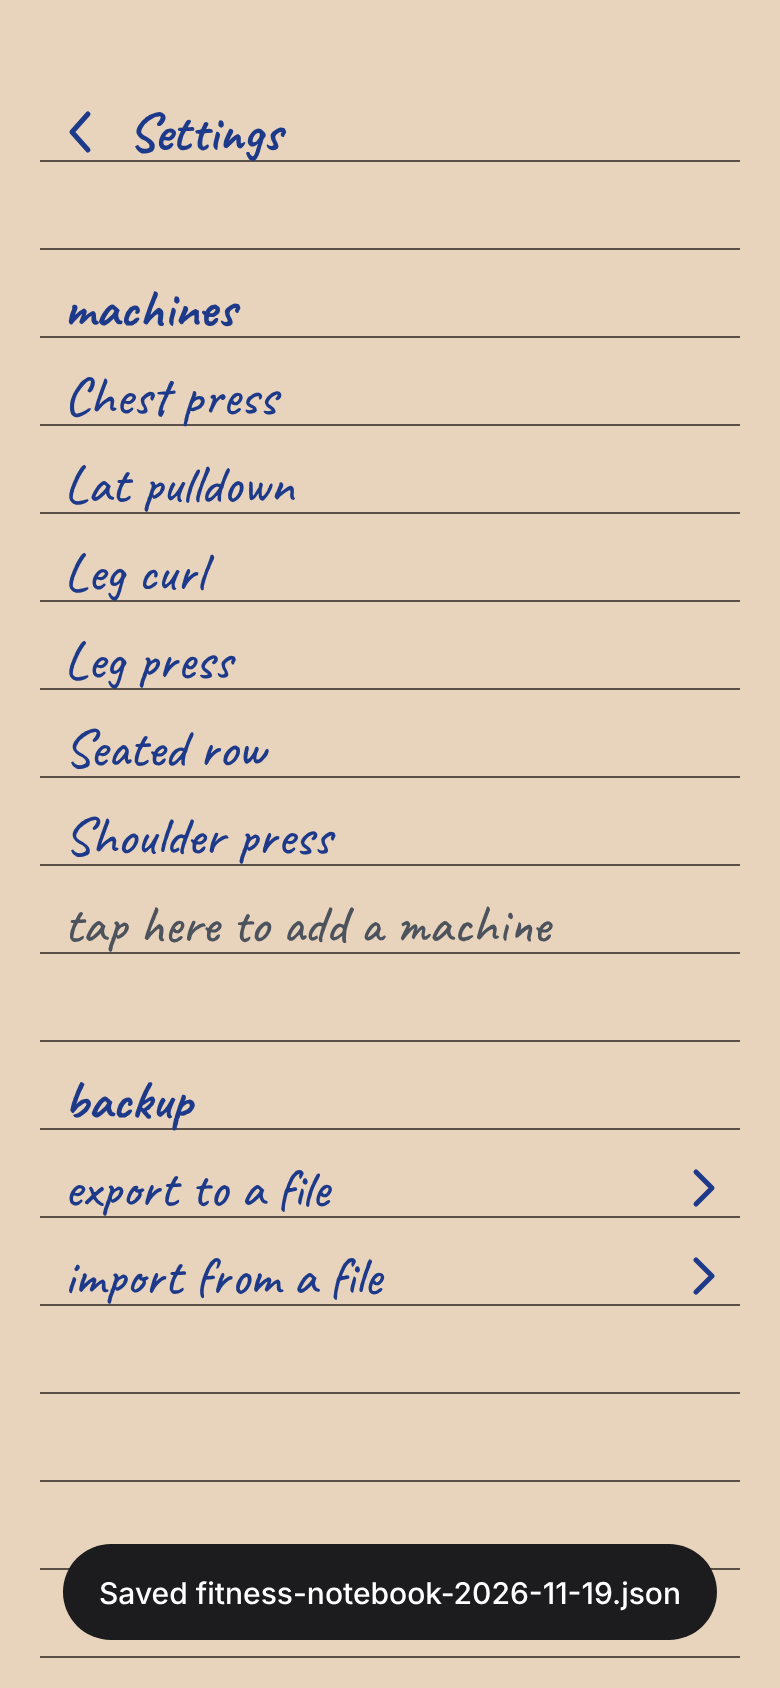 Settings
machines
Chest press
Lat pulldown
Leg curl
Leg press
Seated row
Shoulder press
tap here to add a machine
backup
export to a file
import from a file
Saved fitness-notebook-2026-11-19.json